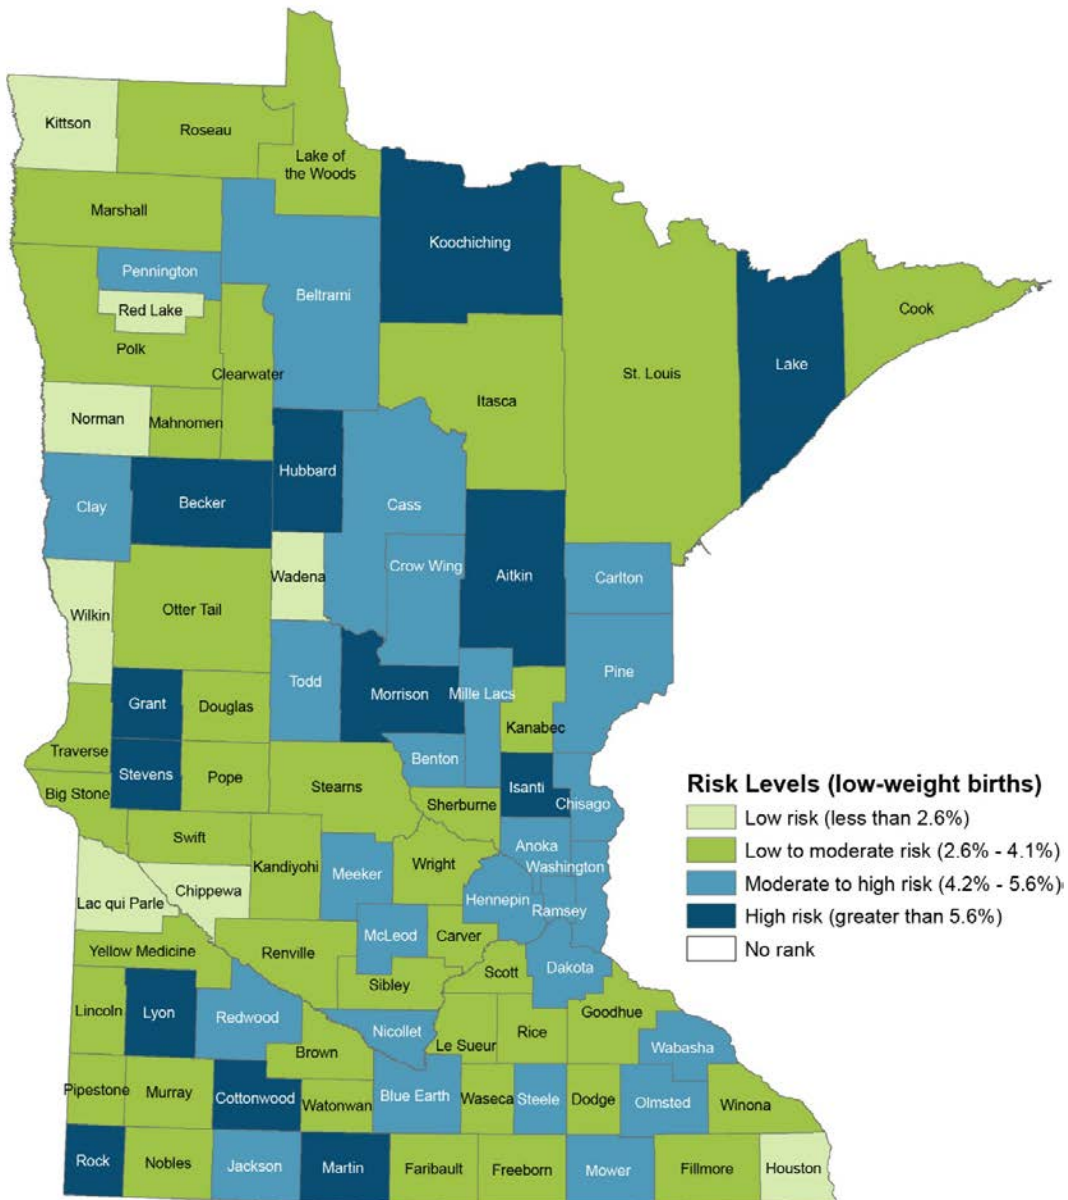 Kittson
Roseau
Lake of
the Woods
Marshall
Koochiching
Pennington
Beltrami
Red Lake
Cook
Polk
Lake
Clearwater
St. Louis
Itasca
Norman
Mahnomen
Hubbard
Becker
Clay
Cass
Crow Wing
Wadena
Aitkin
Carlton
Otter Tail
Wilkin
Pine
Todd
Morrison
Mille Lacs
Grant
Douglas
Kanabec
Traverse
Benton
Stevens
Pope
Stearns
Isanti
Big Stone
Sherburne
Chisago
Risk Levels (low-weight births)
Low risk (less than 2.6%)
Low to moderate risk (2.6% - 4.1%)
Moderate to high risk (4.2% - 5.6%)
High risk (greater than 5.6%)
No rank
Swift
Anoka
Kandiyohi
Wright
Washington
Meeker
Chippewa
Hennepin
Lac qui Parle
Ramsey
McLeod
Carver
Yellow Medicine
Renville
Dakota
Scott
Sibley
Lincoln
Lyon
Redwood
Goodhue
Nicollet
Rice
Le Sueur
Wabasha
Brown
Pipestone
Murray
Cottonwood
Watonwan
Blue Earth
Waseca
Steele
Dodge
Olmsted
Winona
Rock
Nobles
Jackson
Martin
Faribault
Freeborn
Mower
Fillmore
Houston